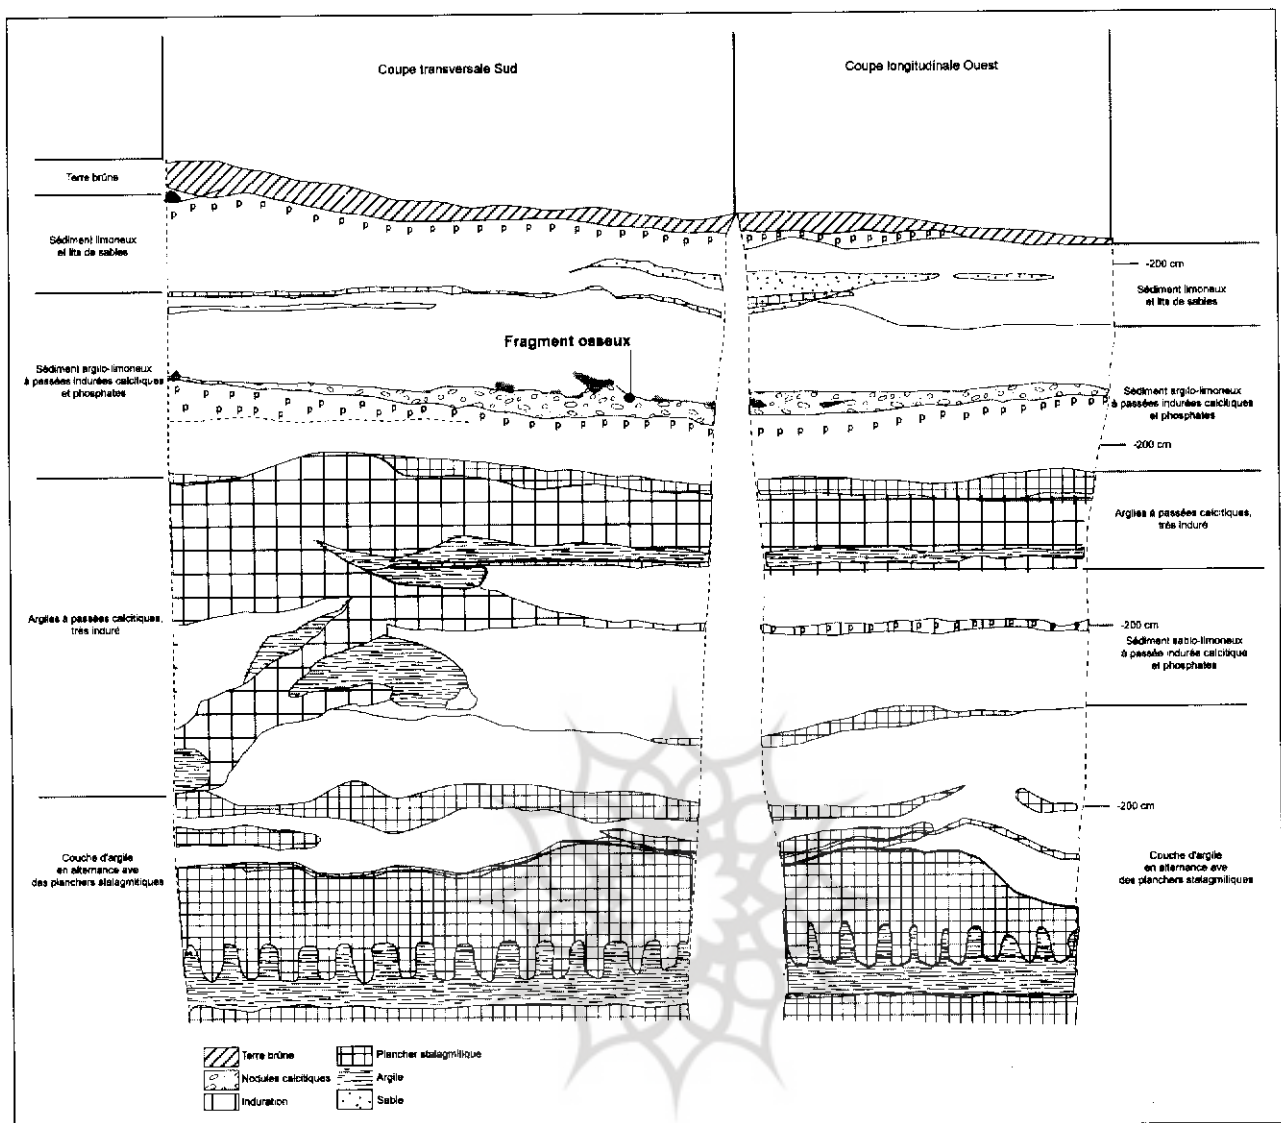 Coupe transversale Sud
Coupe longitudinale Ouest
Terre brûne
Sédiment limoneux
et lits de sables
Sédiment argilo-limoneux
à passées indurées calcitiques
et phosphates
Argiles à passées calcitiques,
très induré
Couche d'argile
en alternance ave
des planchers stalagmitiques
Fragment osseux
-200 cm
Sédiment limoneux
et lits de sables
Sédiment argilo-limoneux
à passées indurées calcitiques
et phosphates
-200 cm
Argiles à passées calcitiques,
très induré
-200 cm
Sédiment sablo-limoneux
à passée indurée calcitique
et phosphates
-200 cm
Couche d'argile
en alternance ave
des planchers stalagmitiques
P P P P P P P P P P P P P P P P P P P P P P P
Terre brûne
Plancher stalagmitique
Nodules calcitiques
Argile
Induration
Sable